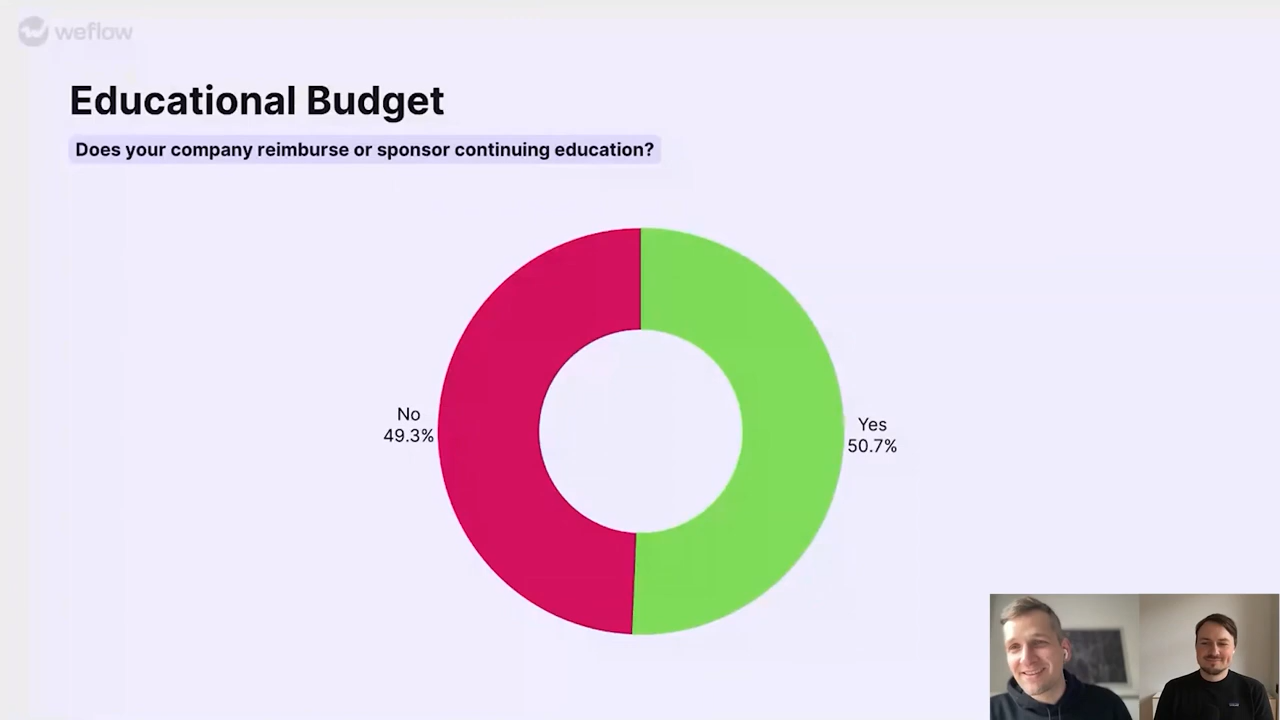 weflow
Educational Budget
Does your company reimburse or sponsor continuing education?
No
49.3%
Yes
50.7%